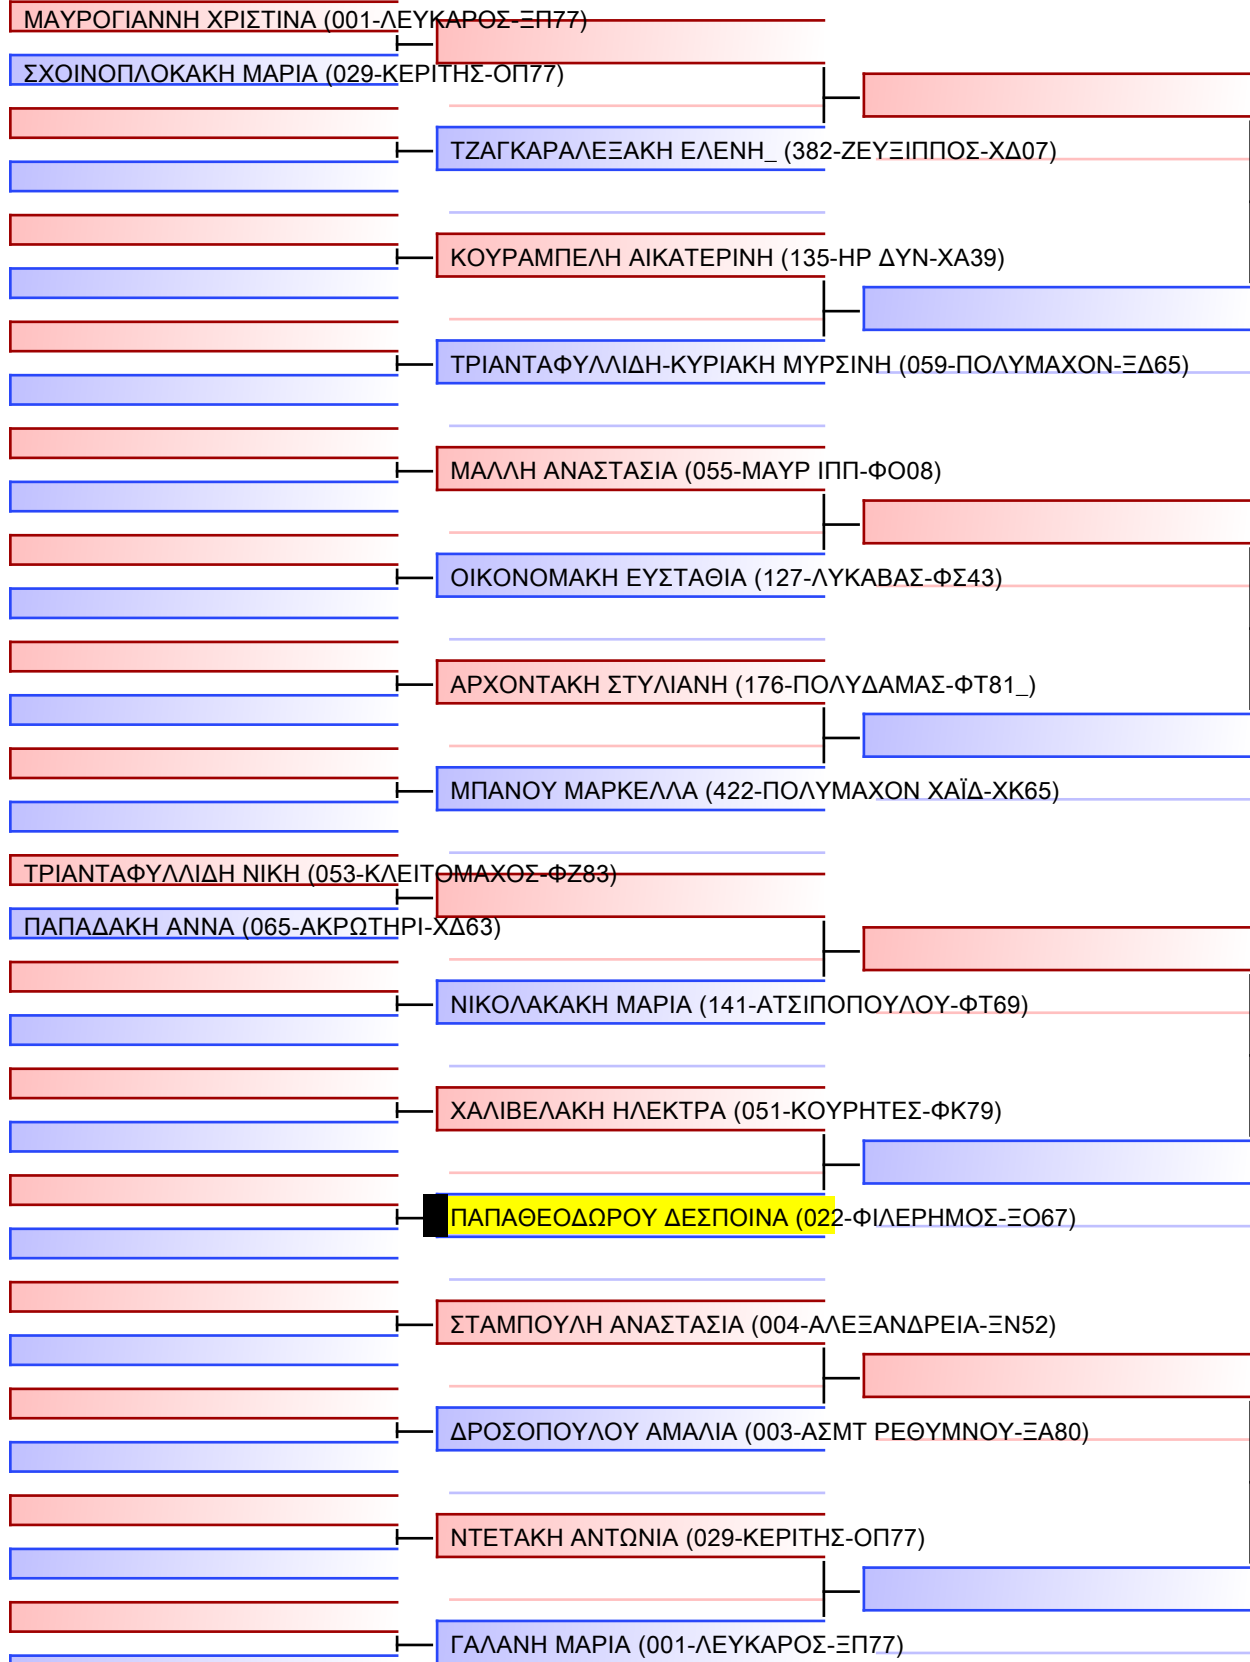 ΜΑΥΡΟΓΙΑΝΝΗ ΧΡΙΣΤΙΝΑ (001-ΛΕΥΚΑΡΟΣ-ΞΠ77)
ΣΧΟΙΝΟΠΛΟΚΑΚΗ ΜΑΡΙΑ (029-ΚΕΡΙΤΗΣ-ΟΠ77)
ΤΖΑΓΚΑΡΑΛΕΞΑΚΗ ΕΛΕΝΗ_ (382-ΖΕΥΞΙΠΠΟΣ-ΧΔ07)
ΚΟΥΡΑΜΠΕΛΗ ΑΙΚΑΤΕΡΙΝΗ (135-ΗΡ ΔΥΝ-ΧΑ39)
ΤΡΙΑΝΤΑΦΥΛΛΙΔΗ-ΚΥΡΙΑΚΗ ΜΥΡΣΙΝΗ (059-ΠΟΛΥΜΑΧΟΝ-ΞΔ65)
ΜΑΛΛΗ ΑΝΑΣΤΑΣΙΑ (055-ΜΑΥΡ ΙΠΠ-ΦΟ08)
ΟΙΚΟΝΟΜΑΚΗ ΕΥΣΤΑΘΙΑ (127-ΛΥΚΑΒΑΣ-ΦΣ43)
ΑΡΧΟΝΤΑΚΗ ΣΤΥΛΙΑΝΗ (176-ΠΟΛΥΔΑΜΑΣ-ΦΤ81_)
ΜΠΑΝΟΥ ΜΑΡΚΕΛΛΑ (422-ΠΟΛΥΜΑΧΟΝ ΧΑΪΔ-ΧΚ65)
ΤΡΙΑΝΤΑΦΥΛΛΙΔΗ ΝΙΚΗ (053-ΚΛΕΙΤΟΜΑΧΟΣ-ΦΖ83)
ΠΑΠΑΔΑΚΗ ΑΝΝΑ (065-ΑΚΡΩΤΗΡΙ-ΧΔ63)
ΝΙΚΟΛΑΚΑΚΗ ΜΑΡΙΑ (141-ΑΤΣΙΠΟΠΟΥΛΟΥ-ΦΤ69)
ΧΑΛΙΒΕΛΑΚΗ ΗΛΕΚΤΡΑ (051-ΚΟΥΡΗΤΕΣ-ΦΚ79)
ΠΑΠΑΘΕΟΔΩΡΟΥ ΔΕΣΠΟΙΝΑ (022-ΦΙΛΕΡΗΜΟΣ-ΞΟ67)
ΣΤΑΜΠΟΥΛΗ ΑΝΑΣΤΑΣΙΑ (004-ΑΛΕΞΑΝΔΡΕΙΑ-ΞΝ52)
ΔΡΟΣΟΠΟΥΛΟΥ ΑΜΑΛΙΑ (003-ΑΣΜΤ ΡΕΘΥΜΝΟΥ-ΞΑ80)
ΝΤΕΤΑΚΗ ΑΝΤΩΝΙΑ (029-ΚΕΡΙΤΗΣ-ΟΠ77)
ΓΑΛΑΝΗ ΜΑΡΙΑ (001-ΛΕΥΚΑΡΟΣ-ΞΠ77)